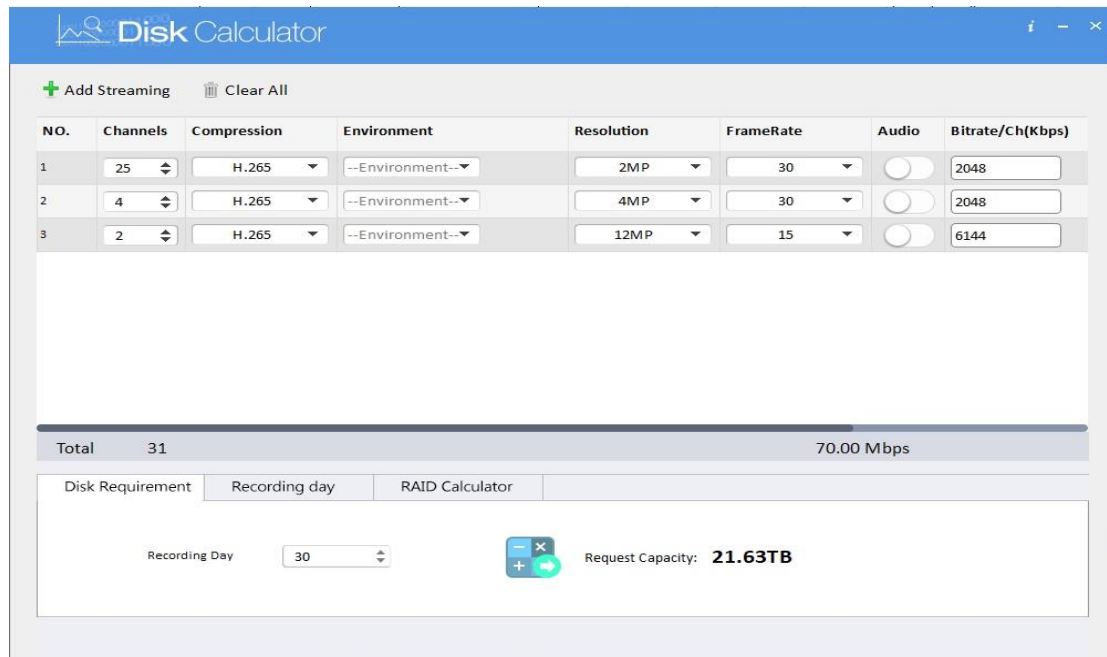 Disk Calculator
i
Add Streaming Clear All
NO. Channels Compression Environment Resolution FrameRate Audio Bitrate/Ch(Kbps)
1 25 H.265 --Environment-- 2MP 30 2048
2 4 H.265 --Environment-- 4MP 30 2048
3 2 H.265 --Environment-- 12MP 15 6144
Total 31 70.00 Mbps
Disk Requirement Recording day RAID Calculator
Recording Day 30 Request Capacity: 21.63TB